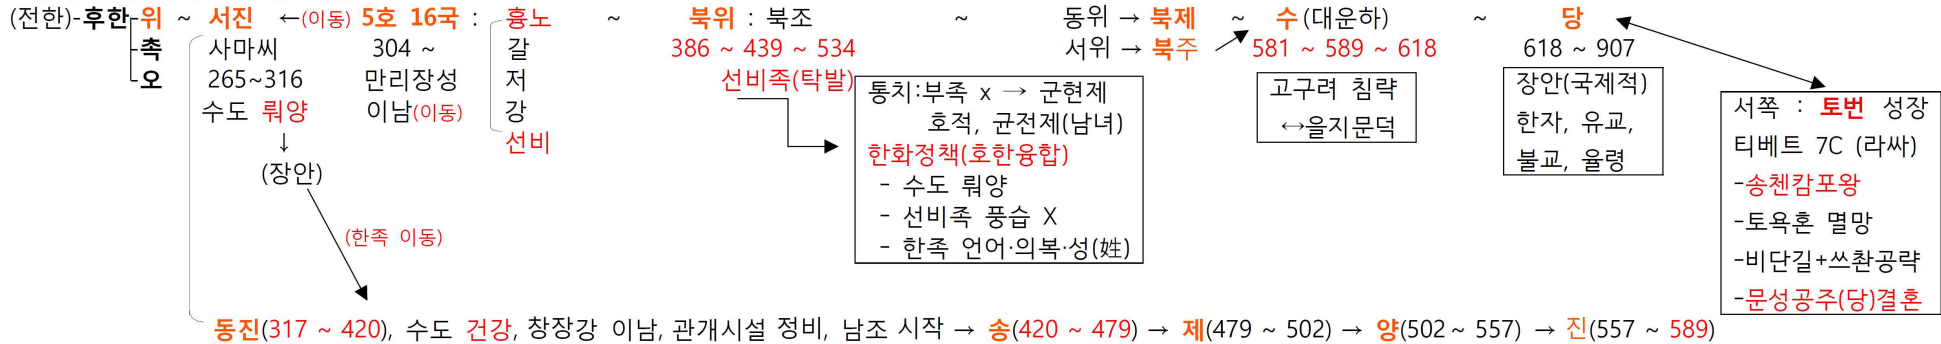 (전한)-후한-위 ~ 서진 ←(이동) 5호 16국 : 흉노 ~ 북위 : 북조 ~ 동위 → 북제 ~ 수(대운하) ~ 당
촉 사마씨 304 ~ 갈 386 ~ 439 ~ 534 서위 → 북주 581 ~ 589 ~ 618 618 ~ 907
오 265~316 만리장성 저 선비족(탁발)
수도 뤄양 이남(이동) 강
↓ 선비
(장안)
(한족 이동)
통치:부족 x → 군현제
호적, 균전제(남녀)
한화정책(호한융합)
- 수도 뤄양
- 선비족 풍습 X
- 한족 언어·의복·성(姓)
고구려 침략
↔을지문덕
장안(국제적)
한자, 유교,
불교, 율령
서쪽 : 토번 성장
티베트 7C (라싸)
-송첸캄포왕
-토욕혼 멸망
-비단길+쓰촨공략
-문성공주(당)결혼
동진(317 ~ 420), 수도 건강, 창장강 이남, 관개시설 정비, 남조 시작 → 송(420 ~ 479) → 제(479 ~ 502) → 양(502~ 557) → 진(557 ~ 589)